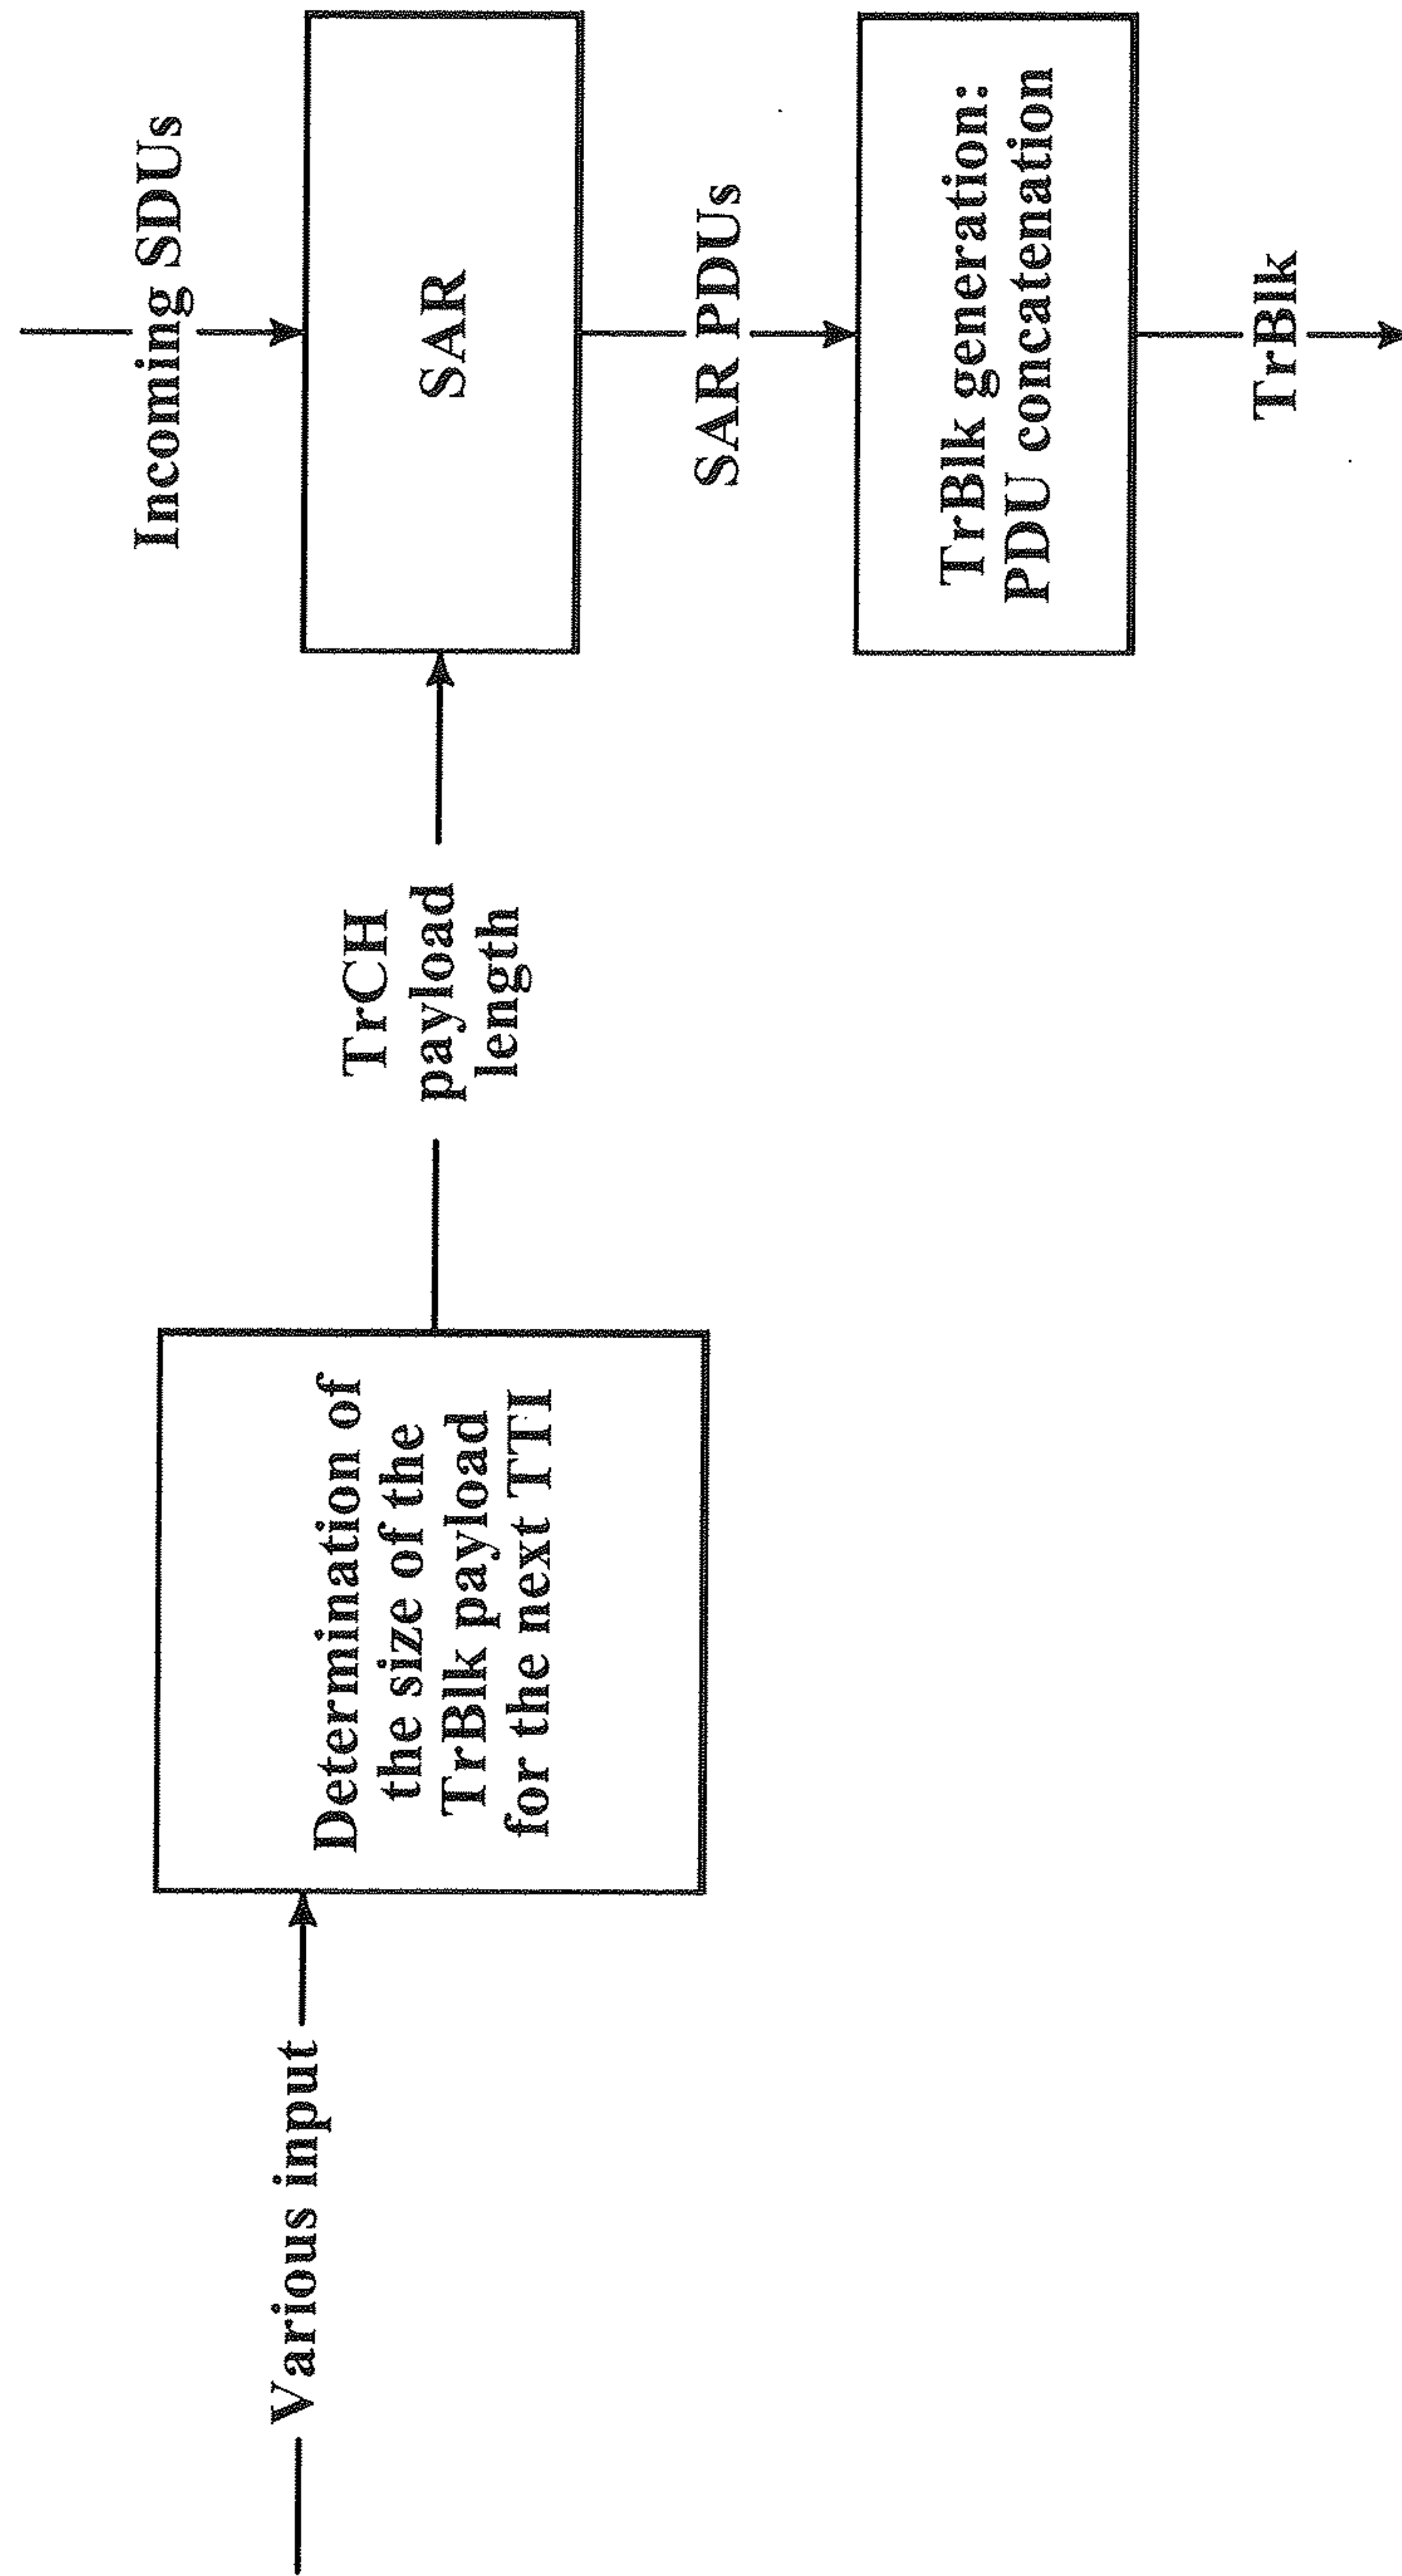 Various input
Determination of
the size of the
TrBlk payload
for the next TTI
TrCH
payload
length
Incoming SDUs
SAR
SAR PDUs
TrBlk generation:
PDU concatenation
TrBlk